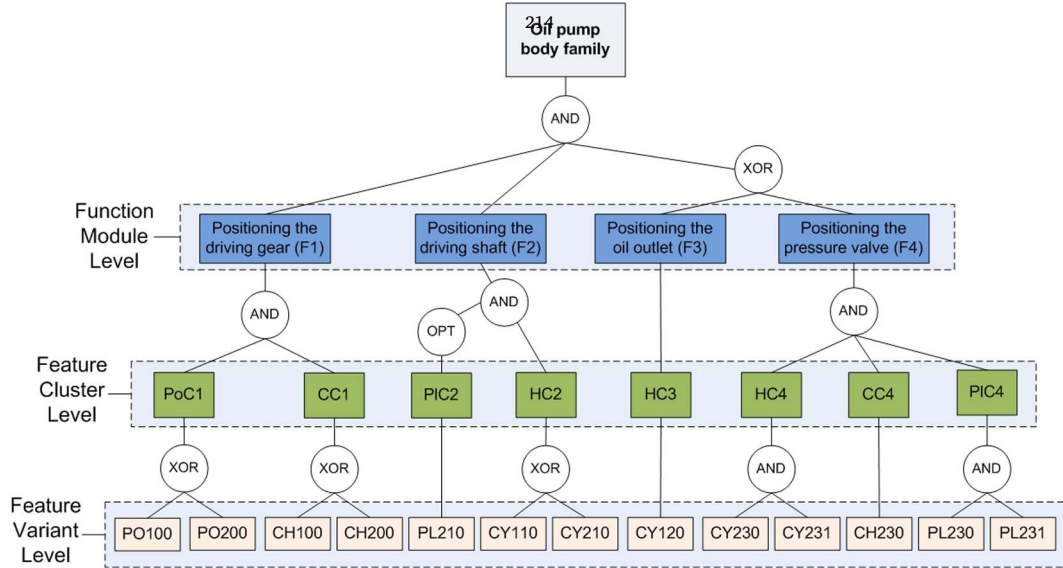 214
Oil pump
body family
AND
XOR
Function
Module
Level
Positioning the
driving gear (F1)
Positioning the
driving shaft (F2)
Positioning the
oil outlet (F3)
Positioning the
pressure valve (F4)
AND
AND
OPT
AND
Feature
Cluster
Level
PoC1
CC1
PIC2
HC2
HC3
HC4
CC4
PIC4
XOR
XOR
XOR
AND
AND
Feature
Variant
Level
PO100
PO200
CH100
CH200
PL210
CY110
CY210
CY120
CY230
CY231
CH230
PL230
PL231